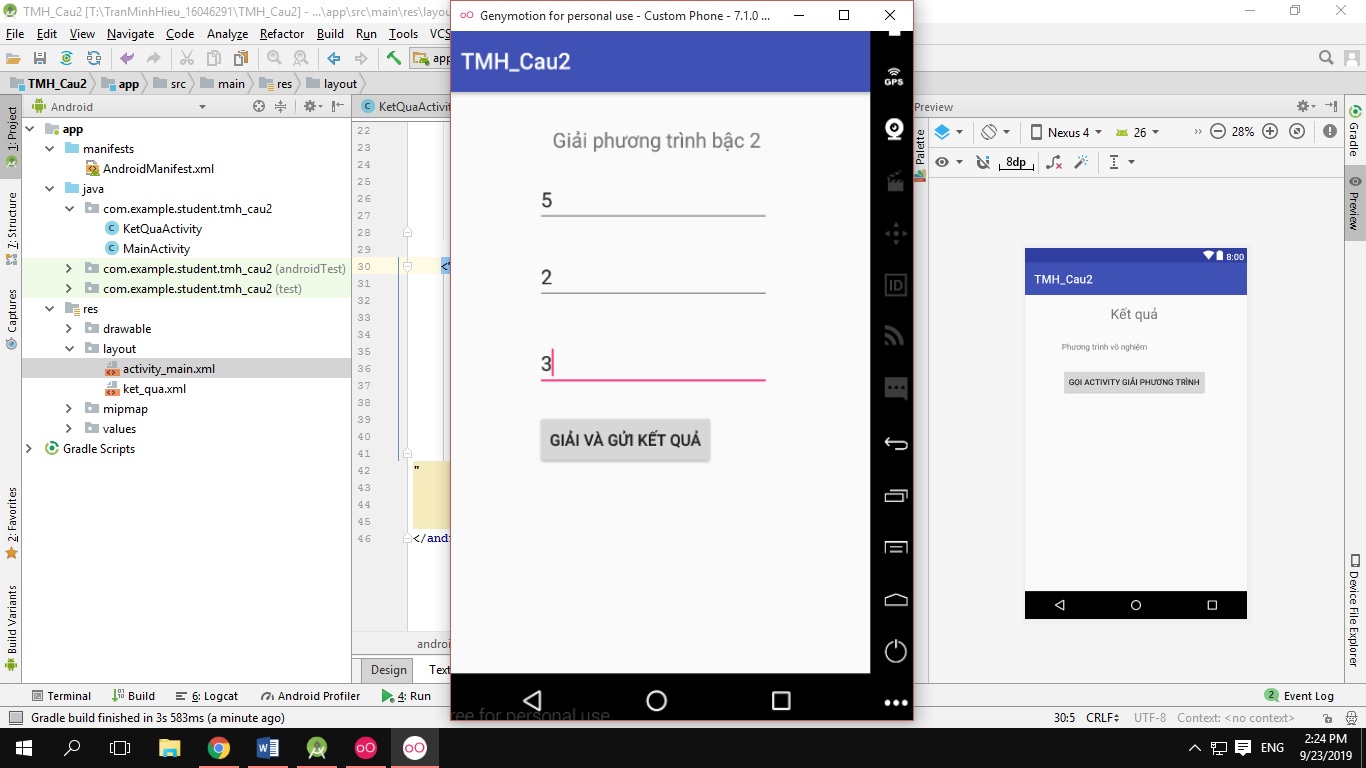 TMH_Cau2 [T:\TranMinhHieu_16046291\TMH_Cau2] - ...\app\src\main\res\layou
File Edit View Navigate Code Analyze Refactor Build Run Tools VCS
app
TMH_Cau2 app src main res layout
Android
KetQuaActivity
1: Project
7: Structure
Captures
2: Favorites
Build Variants
app
manifests
AndroidManifest.xml
java
com.example.student.tmh_cau2
KetQuaActivity
MainActivity
com.example.student.tmh_cau2 (androidTest)
com.example.student.tmh_cau2 (test)
res
drawable
layout
activity_main.xml
ket_qua.xml
mipmap
values
Gradle Scripts
22
23
24
25
26
27
28
29
30
31
32
33
34
35
36
37
38
39
40
41
42 "
43
44
45
46 </andr
andro
Design Text
Genymotion for personal use - Custom Phone - 7.1.0 ...
TMH_Cau2
Giải phương trình bậc 2
5
2
3
GIẢI VÀ GỬI KẾT QUẢ
free for personal use
GPS
ID
Preview
Palette
Nexus 4 26 28%
8dp
8:00
TMH_Cau2
Kết quả
Phương trình vô nghiệm
GỌI ACTIVITY GIẢI PHƯƠNG TRÌNH
Gradle
Preview
Device File Explorer
Terminal Build 6: Logcat Android Profiler 4: Run 2 Event Log
Gradle build finished in 3s 583ms (a minute ago) 30:5 CRLF UTF-8 Context: <no context>
ENG
2:24 PM
9/23/2019